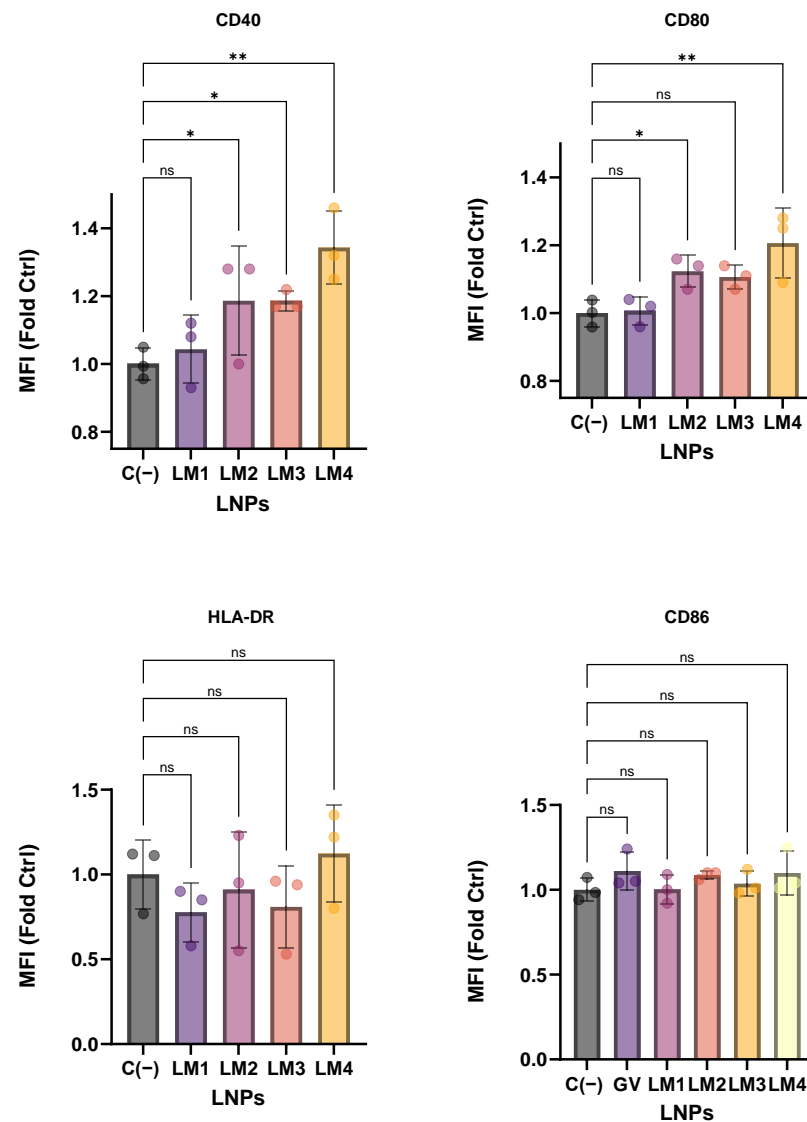 CD40
**
*
*
ns
MFI (Fold Ctrl)
1.4
1.2
1.0
0.8
C(−) LM1 LM2 LM3 LM4
LNPs
CD80
**
ns
*
ns
MFI (Fold Ctrl)
1.4
1.2
1.0
0.8
C(−) LM1 LM2 LM3 LM4
LNPs
HLA-DR
ns
ns
ns
ns
MFI (Fold Ctrl)
1.5
1.0
0.5
0.0
C(−) LM1 LM2 LM3 LM4
LNPs
CD86
ns
ns
ns
ns
ns
MFI (Fold Ctrl)
1.5
1.0
0.5
0.0
C(−) GV LM1 LM2 LM3 LM4
LNPs